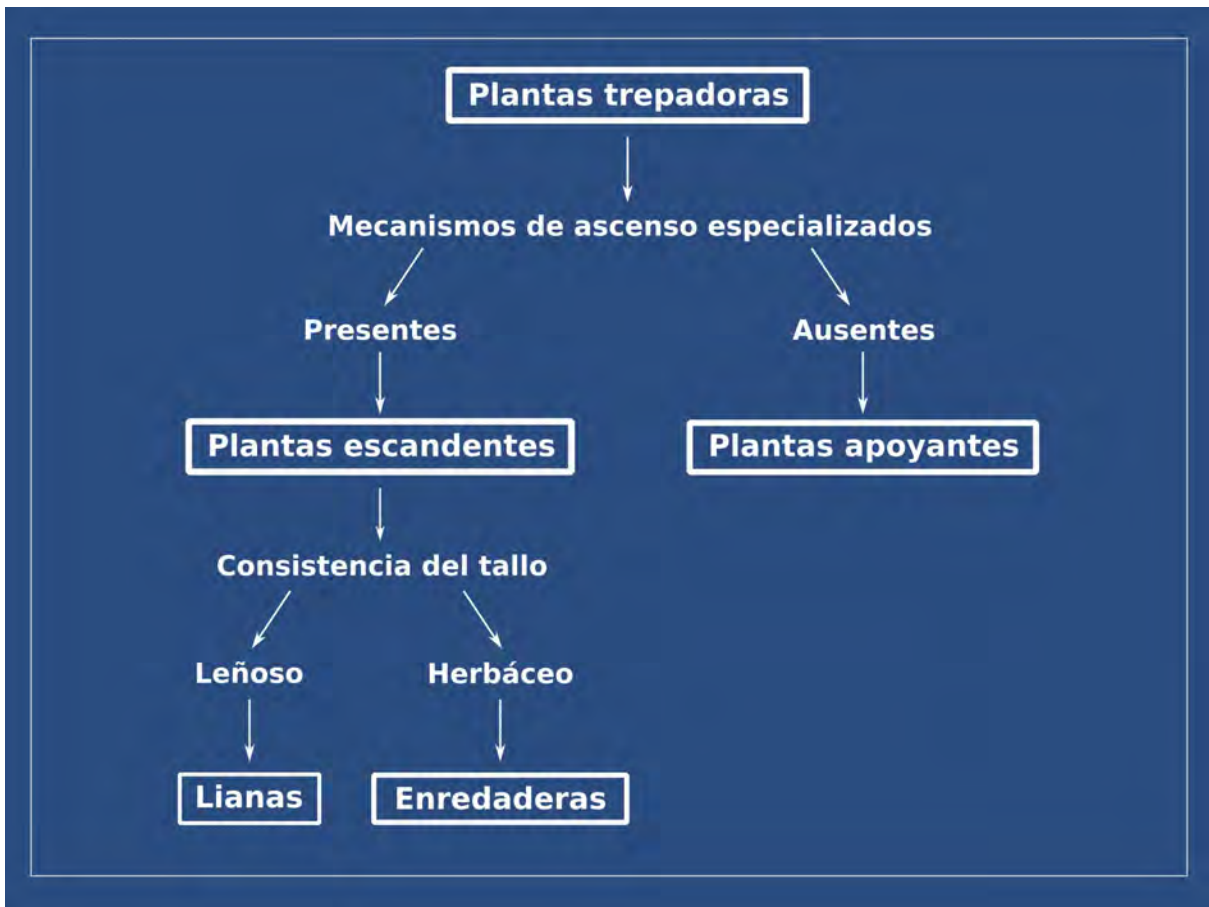 Plantas trepadoras
Mecanismos de ascenso especializados
Presentes
Ausentes
Plantas escandentes
Plantas apoyantes
Consistencia del tallo
Leñoso
Herbáceo
Lianas
Enredaderas